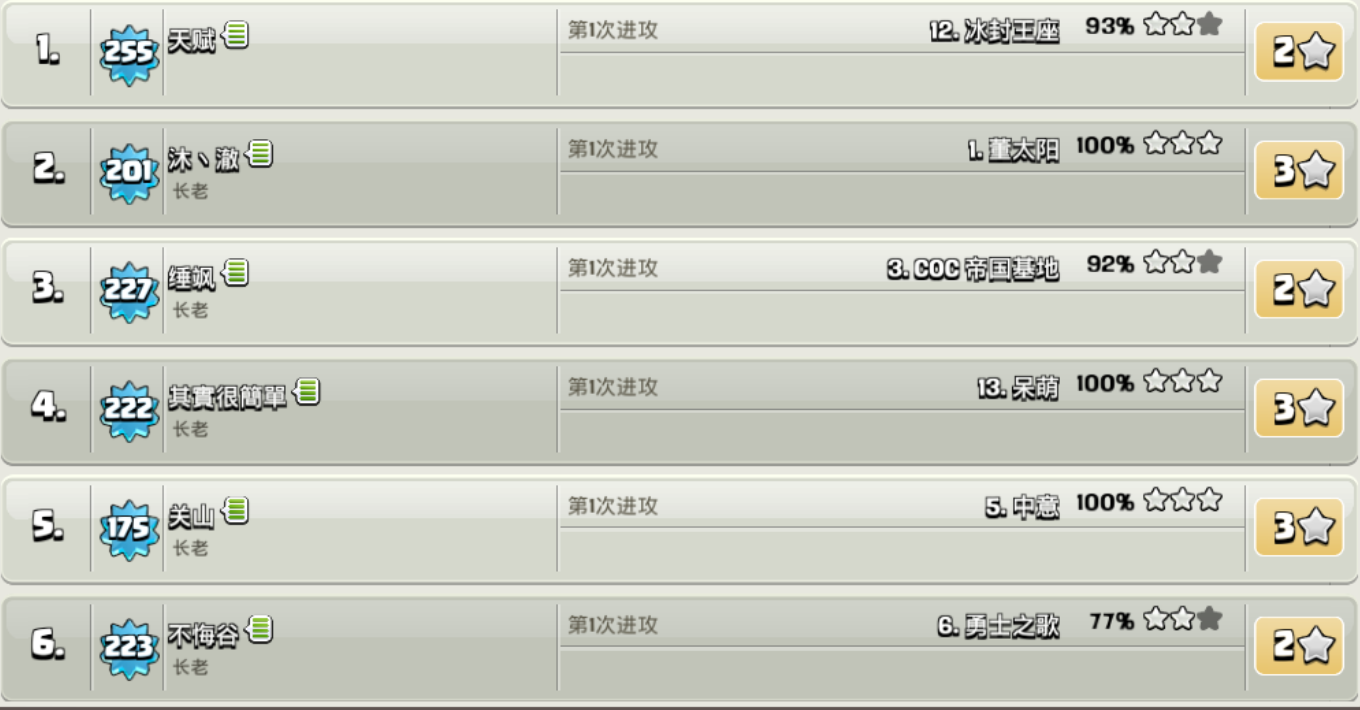 1. 255 天赋 第1次进攻 12. 冰封王座 93% 2
2. 201 沐丶澈 第1次进攻 1. 董太阳 100% 3
长老
3. 227 缍飒 第1次进攻 3. COC 帝国基地 92% 2
长老
4. 222 其實很簡單 第1次进攻 13. 呆萌 100% 3
长老
5. 175 关山 第1次进攻 5. 中意 100% 3
长老
6. 223 不悔谷 第1次进攻 6. 勇士之歌 77% 2
长老